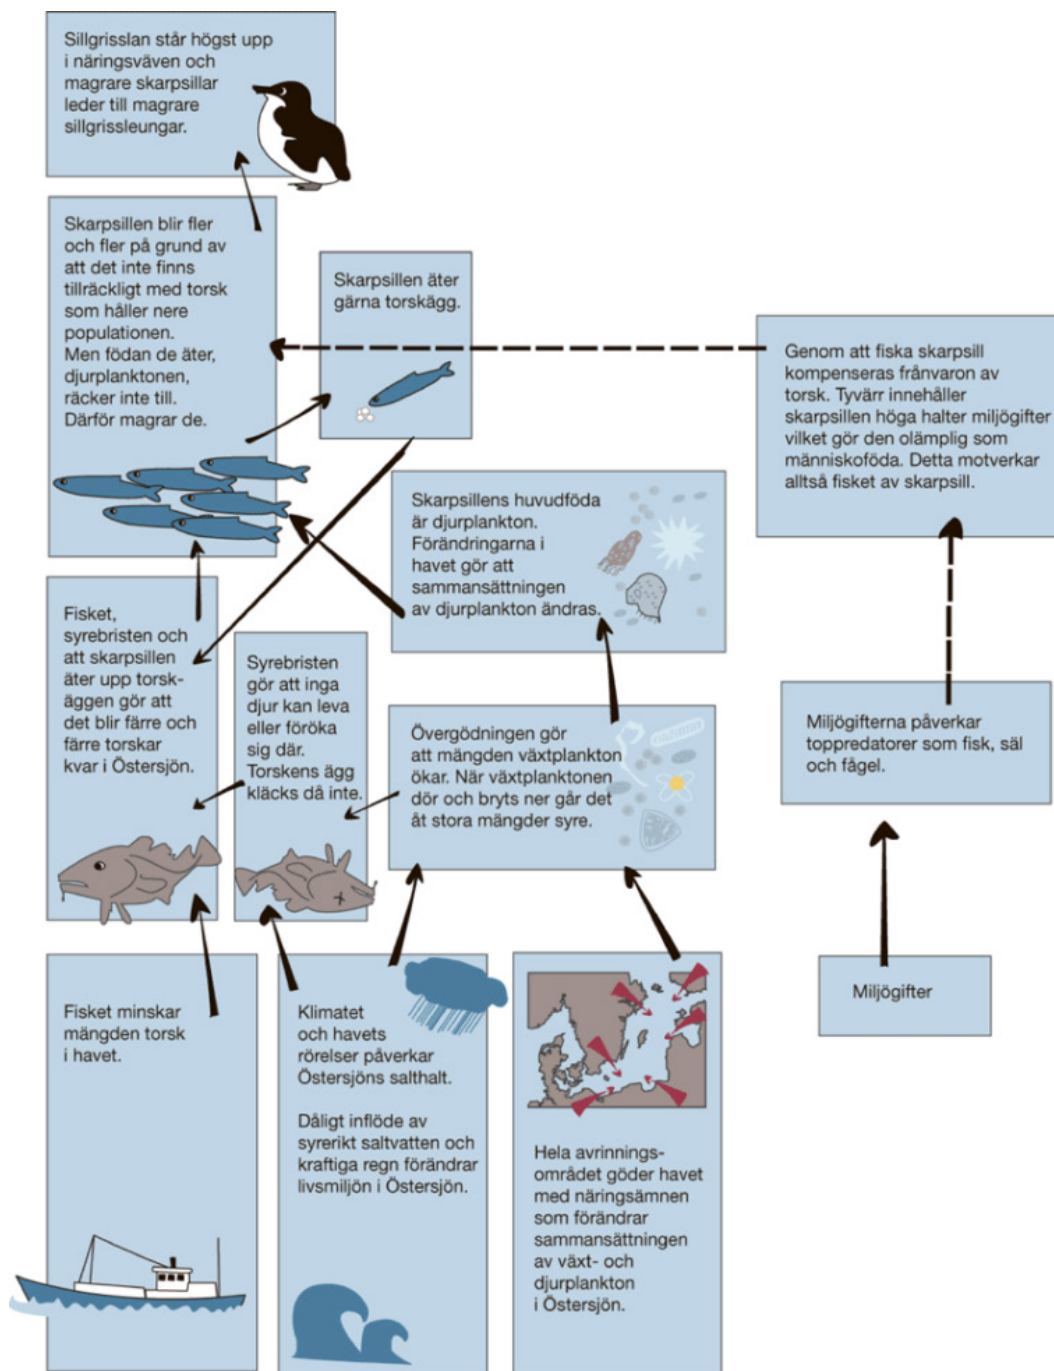 Sillgrisslan står högst upp
i näringsväven och
magrare skarpsillar
leder till magrare
sillgrissleungar.
Skarpsillen blir fler
och fler på grund av
att det inte finns
tillräckligt med torsk
som håller nere
populationen.
Men födan de äter,
djurplanktonen,
räcker inte till.
Därför magrar de.
Skarpsillen äter
gärna torskägg.
Genom att fiska skarpsill
kompenseras frånvaron av
torsk. Tyvärr innehåller
skarpsillen höga halter miljögifter
vilket gör den olämplig som
människoföda. Detta motverkar
alltså fisket av skarpsill.
Skarpsillens huvudföda
är djurplankton.
Förändringarna i
havet gör att
sammansättningen
av djurplankton ändras.
Fisket,
syrebristen och
att skarpsillen
äter upp torsk-
äggen gör att
det blir färre och
färre torskar
kvar i Östersjön.
Syrebristen
gör att inga
djur kan leva
eller föröka
sig där.
Torskens ägg
kläcks då inte.
Övergödningen gör
att mängden växtplankton
ökar. När växtplanktonen
dör och bryts ner går det
åt stora mängder syre.
Miljögifterna påverkar
toppredatorer som fisk, säl
och fågel.
Fisket minskar
mängden torsk
i havet.
Klimatet
och havets
rörelser påverkar
Östersjöns salthalt.
Dåligt inflöde av
syrerikt saltvatten och
kraftiga regn förändrar
livsmiljön i Östersjön.
Hela avrinnings-
området göder havet
med näringsämnen
som förändrar
sammansättningen
av växt- och
djurplankton
i Östersjön.
Miljögifter